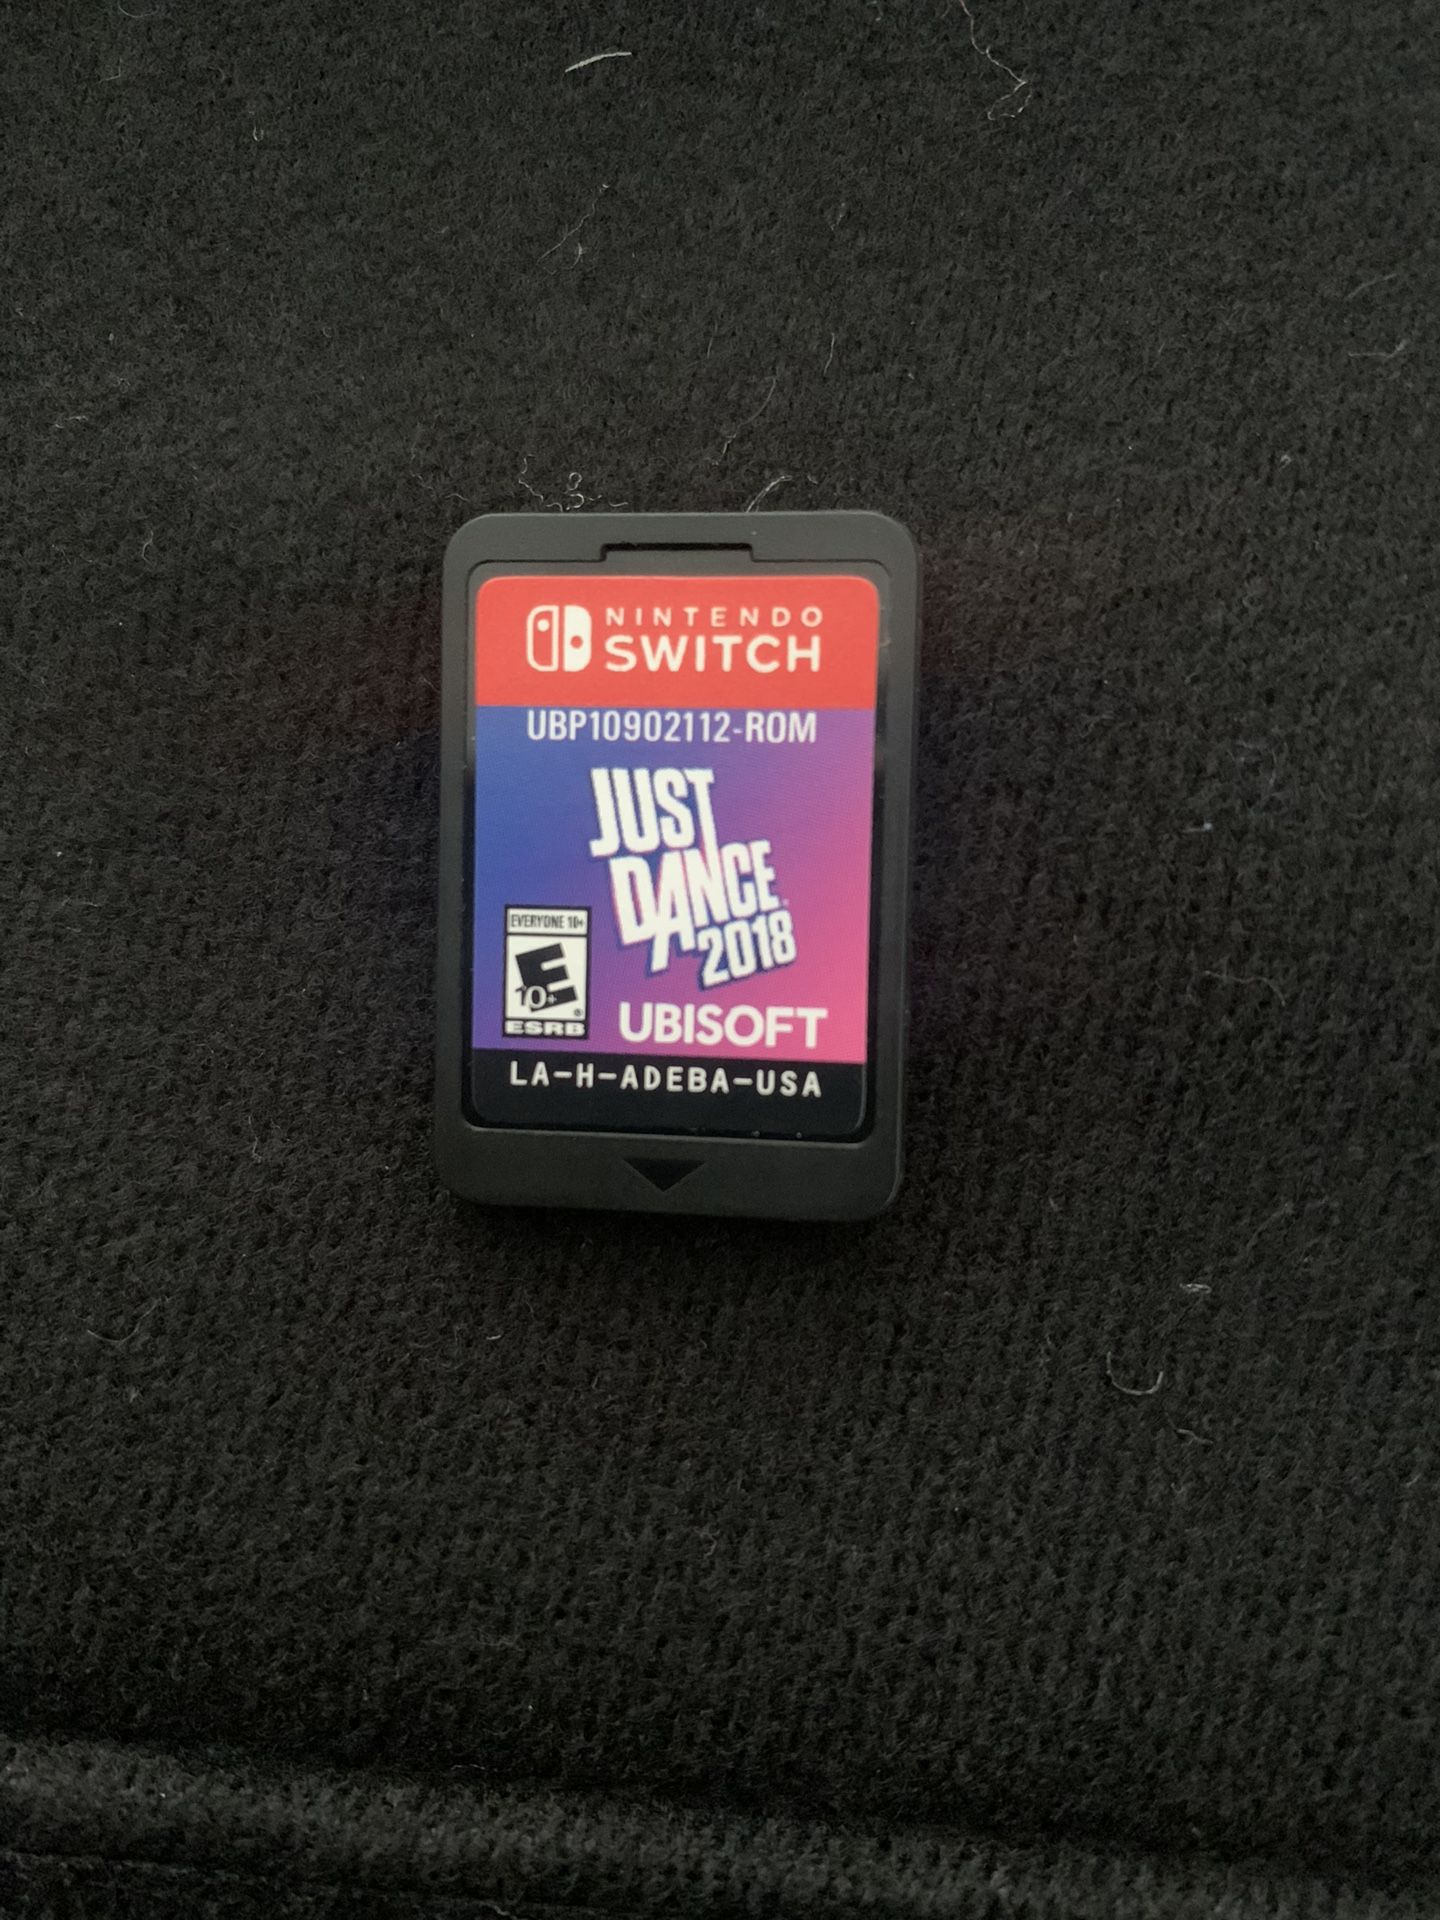 NINTENDO
SWITCH
UBP10902112-ROM
JUST
DANCE
2018
EVERYONE 10+
E
10+
ESRB
UBISOFT
LA-H-ADEBA-USA